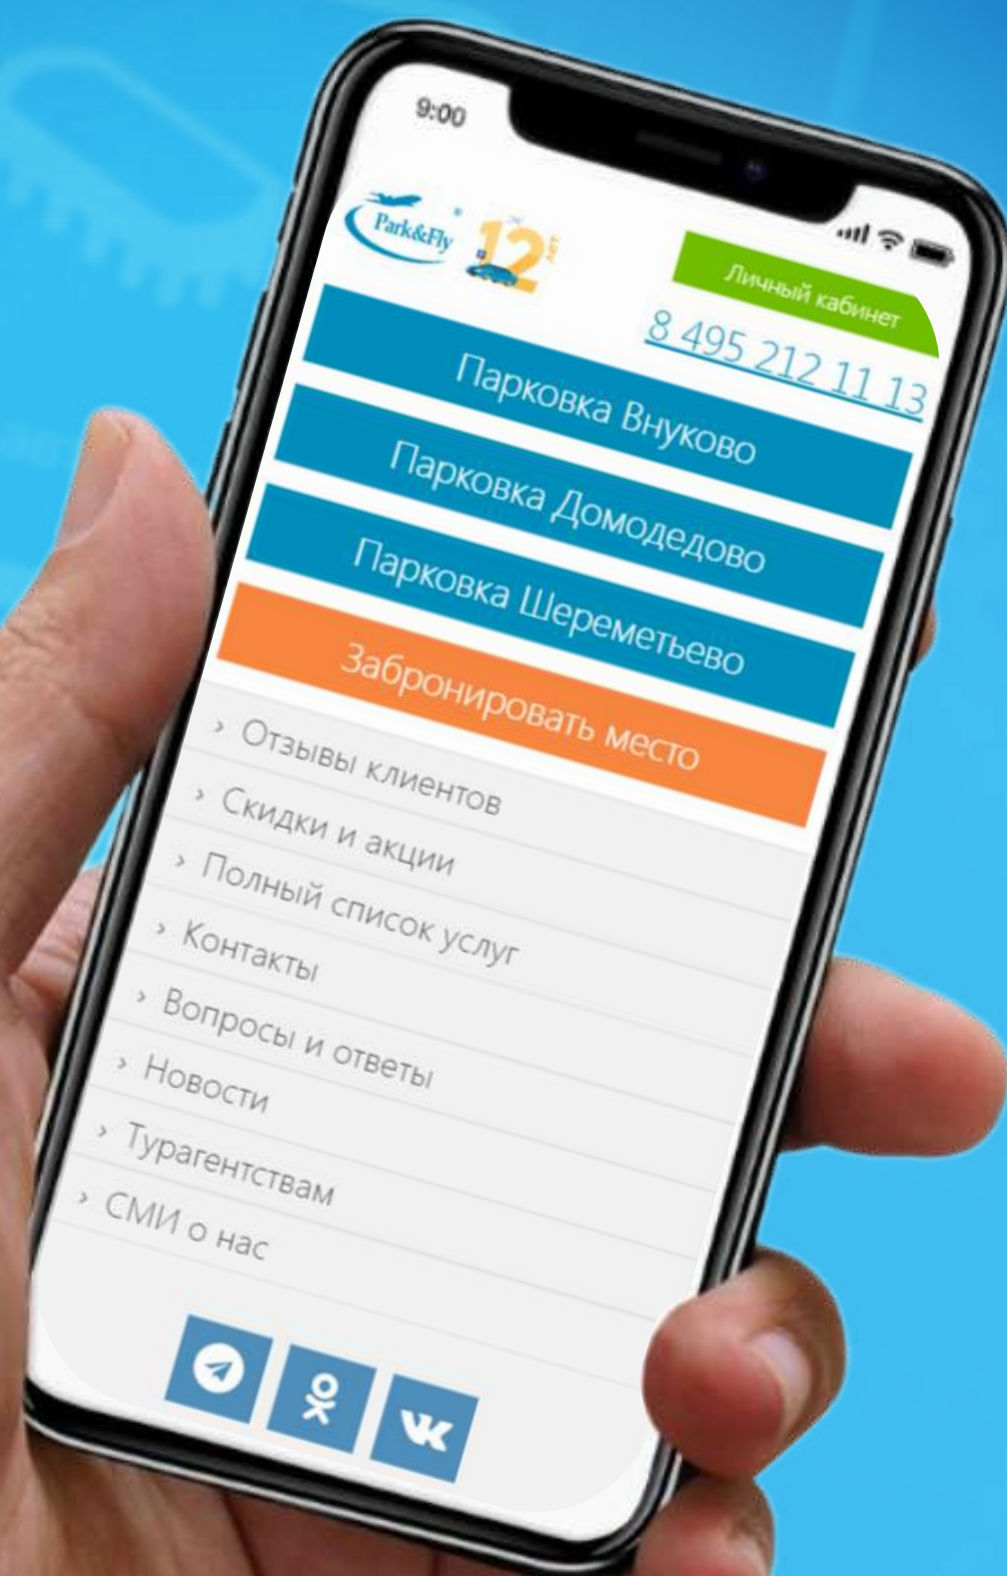 9:00
Park&Fly
12 ЛЕТ
Личный кабинет
8 495 212 11 13
Парковка Внуково
Парковка Домодедово
Парковка Шереметьево
Забронировать место
› Отзывы клиентов
› Скидки и акции
› Полный список услуг
› Контакты
› Вопросы и ответы
› Новости
› Турагентствам
› СМИ о нас